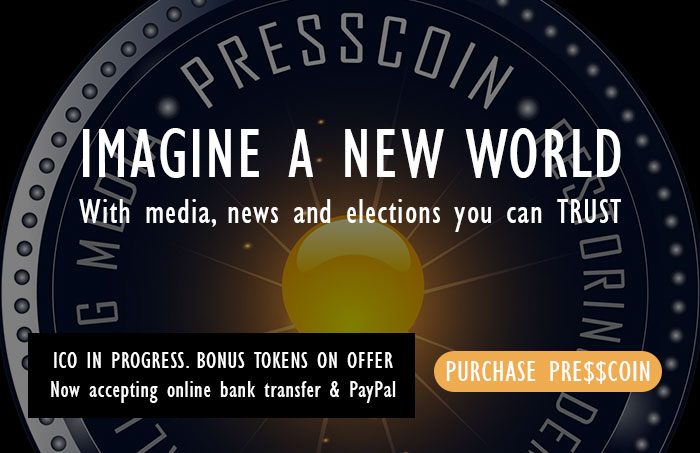 PRESSCOIN
IMAGINE A NEW WORLD
With media, news and elections you can TRUST
MEDIA
ICO IN PROGRESS. BONUS TOKENS ON OFFER
Now accepting online bank transfer & PayPal
PURCHASE PRE$$COIN